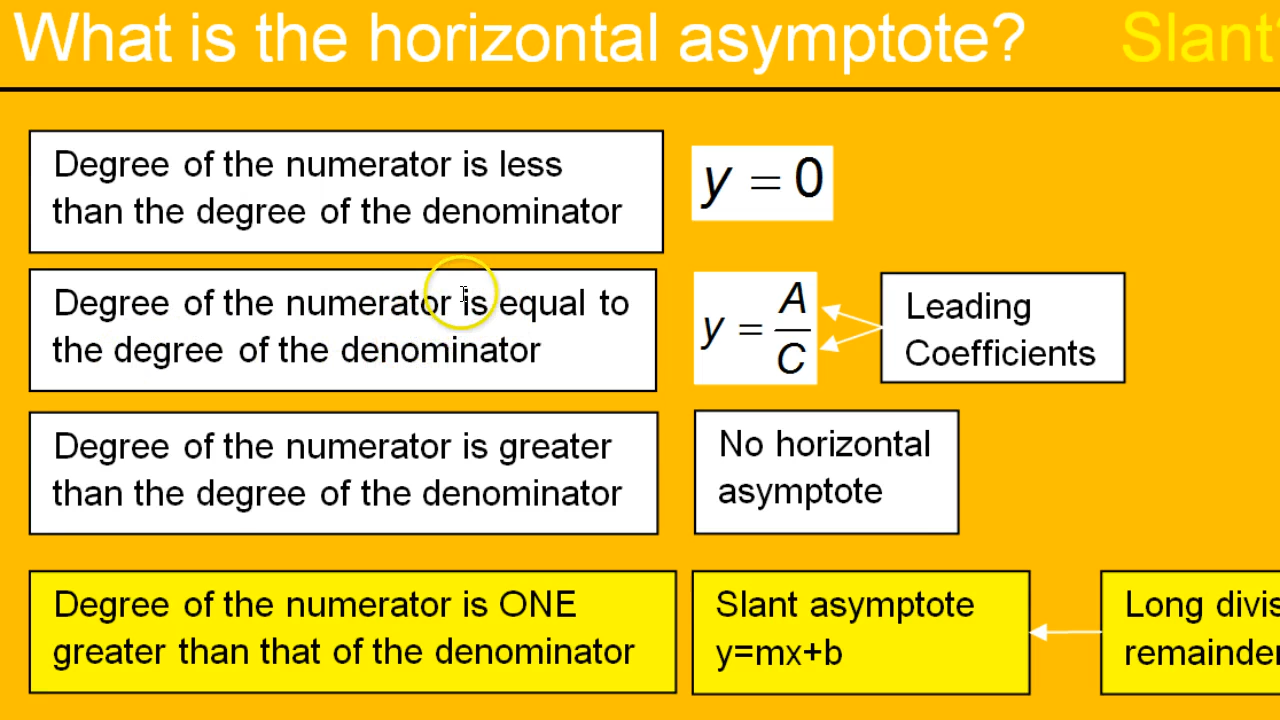 What is the horizontal asymptote? Slant?
Degree of the numerator is less
than the degree of the denominator
y = 0
Degree of the numerator is equal to
the degree of the denominator
y = A/C
Leading
Coefficients
Degree of the numerator is greater
than the degree of the denominator
No horizontal
asymptote
Degree of the numerator is ONE
greater than that of the denominator
Slant asymptote
y=mx+b
Long divis
remainder